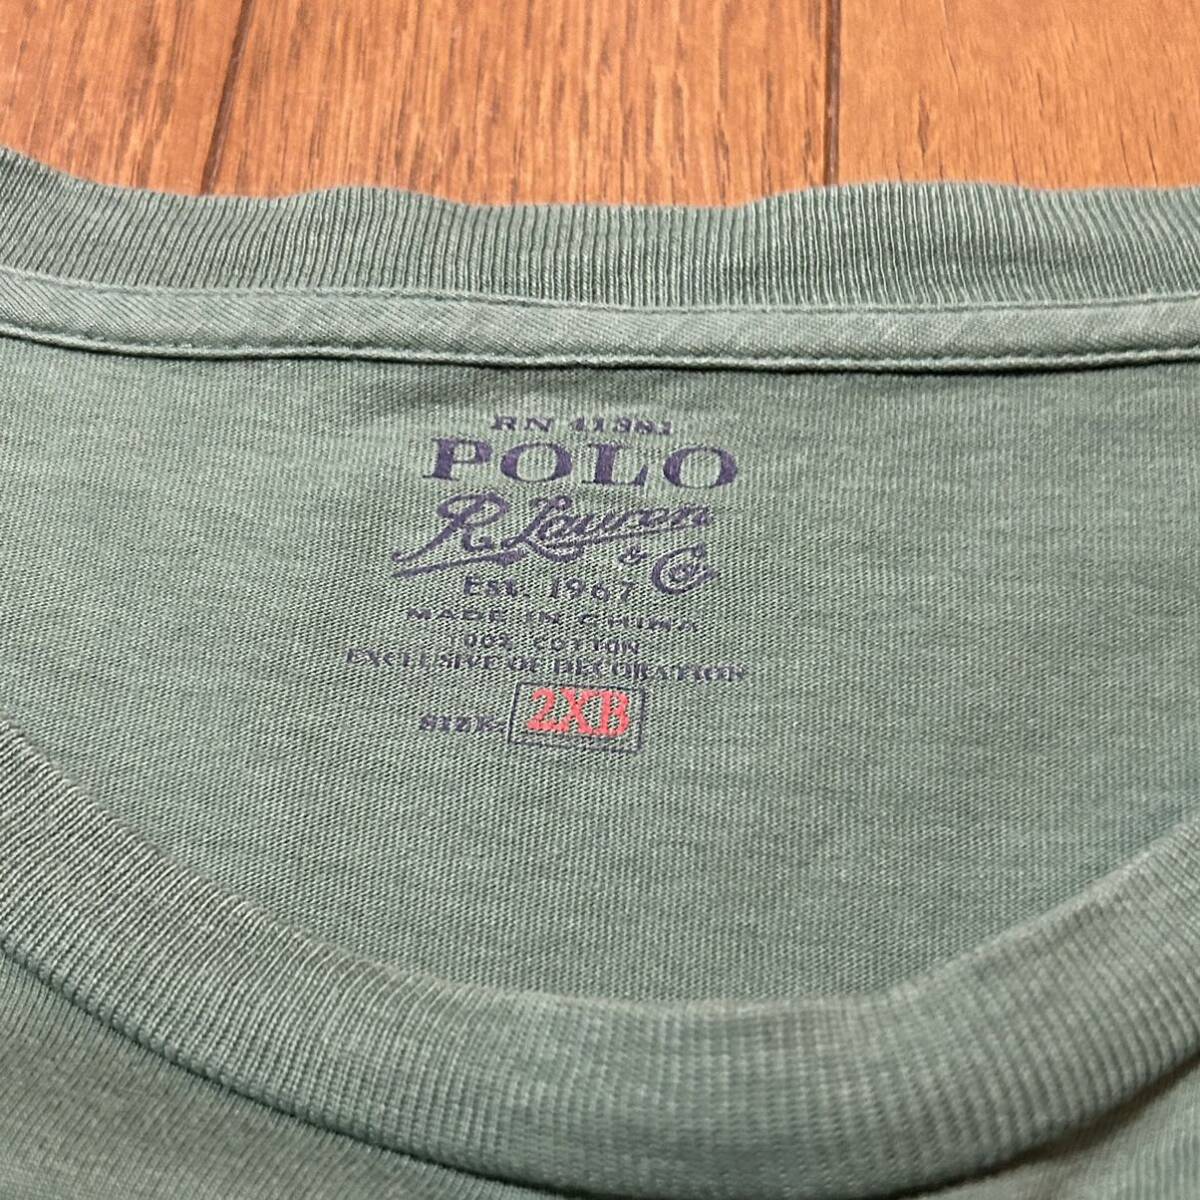 RN 41381
POLO
R. Lauren
& Co
EST. 1967
MADE IN CHINA
100% COTTON
EXCLUSIVE OF DECORATION
SIZE- 2XB